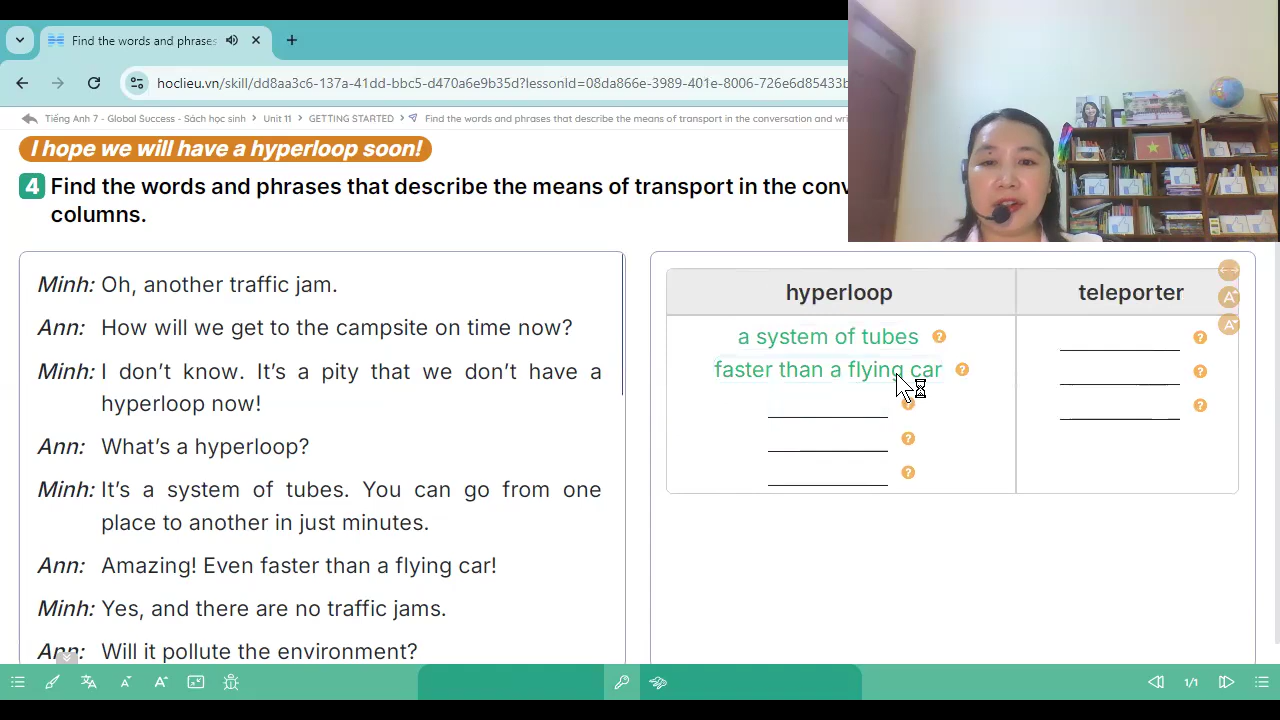 Find the words and phrases
hoclieu.vn/skill/dd8aa3c6-137a-41dd-bbc5-d470a6e9b35d?lessonId=08da866e-3989-401e-8006-726e6d85433b
Tiếng Anh 7 - Global Success - Sách học sinh > Unit 11 > GETTING STARTED > Find the words and phrases that describe the means of transport in the conversation and wri
I hope we will have a hyperloop soon!
4 Find the words and phrases that describe the means of transport in the conv
columns.
Minh: Oh, another traffic jam.
Ann: How will we get to the campsite on time now?
Minh: I don't know. It's a pity that we don't have a
hyperloop now!
Ann: What's a hyperloop?
Minh: It's a system of tubes. You can go from one
place to another in just minutes.
Ann: Amazing! Even faster than a flying car!
Minh: Yes, and there are no traffic jams.
Ann: Will it pollute the environment?
hyperloop
teleporter
a system of tubes ?
faster than a flying car ?
?
?
?
?
?
?
A
A
A
A
1/1